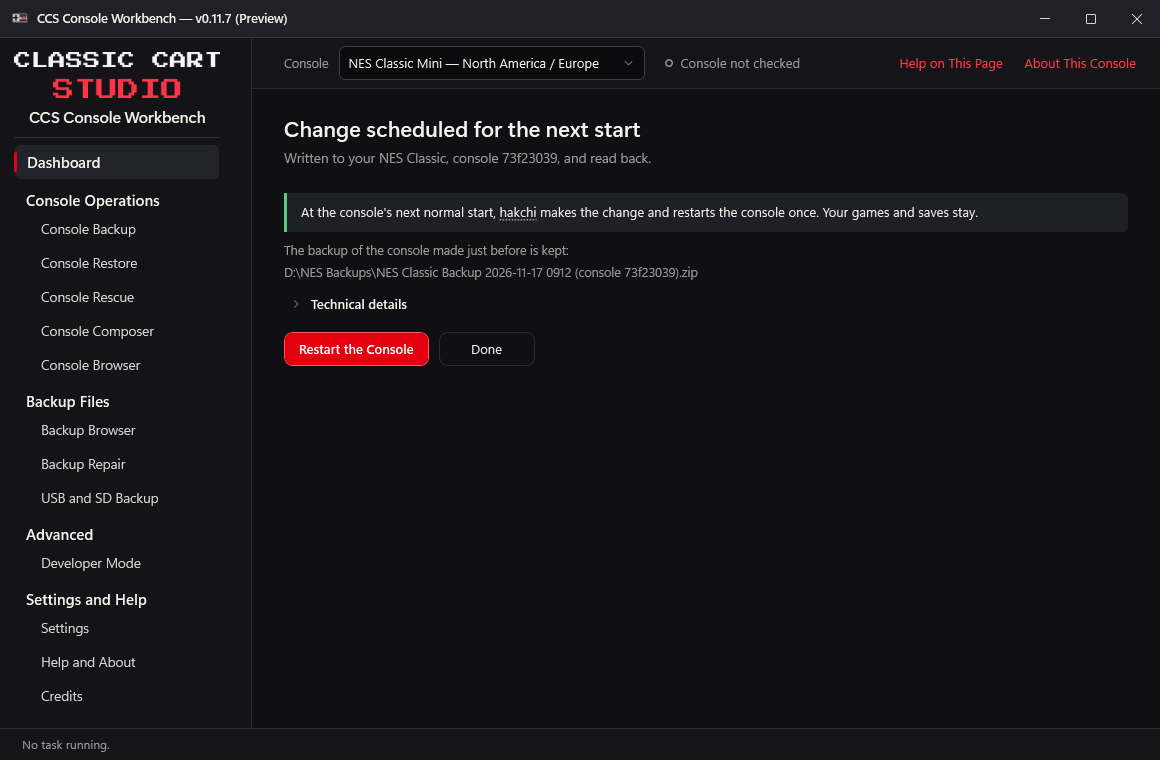 CCS Console Workbench — v0.11.7 (Preview)
CLASSIC CART
STUDIO
CCS Console Workbench
Dashboard
Console Operations
Console Backup
Console Restore
Console Rescue
Console Composer
Console Browser
Backup Files
Backup Browser
Backup Repair
USB and SD Backup
Advanced
Developer Mode
Settings and Help
Settings
Help and About
Credits
Console NES Classic Mini — North America / Europe Console not checked Help on This Page About This Console
Change scheduled for the next start
Written to your NES Classic, console 73f23039, and read back.
At the console's next normal start, hakchi makes the change and restarts the console once. Your games and saves stay.
The backup of the console made just before is kept:
D:\NES Backups\NES Classic Backup 2026-11-17 0912 (console 73f23039).zip
Technical details
Restart the Console Done
No task running.